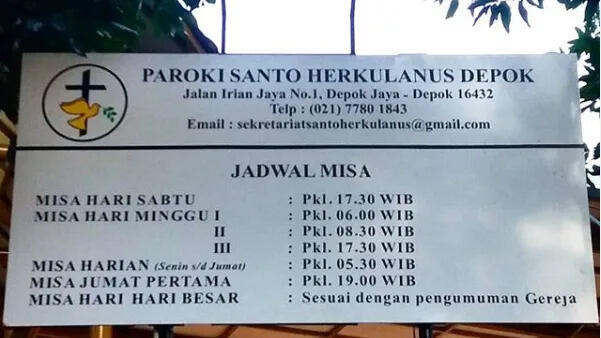 PAROKI SANTO HERKULANUS DEPOK
Jalan Irian Jaya No.1, Depok Jaya - Depok 16432
Telp : (021) 7780 1843
Email : sekretariatsantoherkulanus@gmail.com
JADWAL MISA
MISA HARI SABTU : Pkl. 17.30 WIB
MISA HARI MINGGU I : Pkl. 06.00 WIB
II : Pkl. 08.30 WIB
III : Pkl. 17.30 WIB
MISA HARIAN (Senin s/d Jumat) : Pkl. 05.30 WIB
MISA JUMAT PERTAMA : Pkl. 19.00 WIB
MISA HARI HARI BESAR : Sesuai dengan pengumuman Gereja